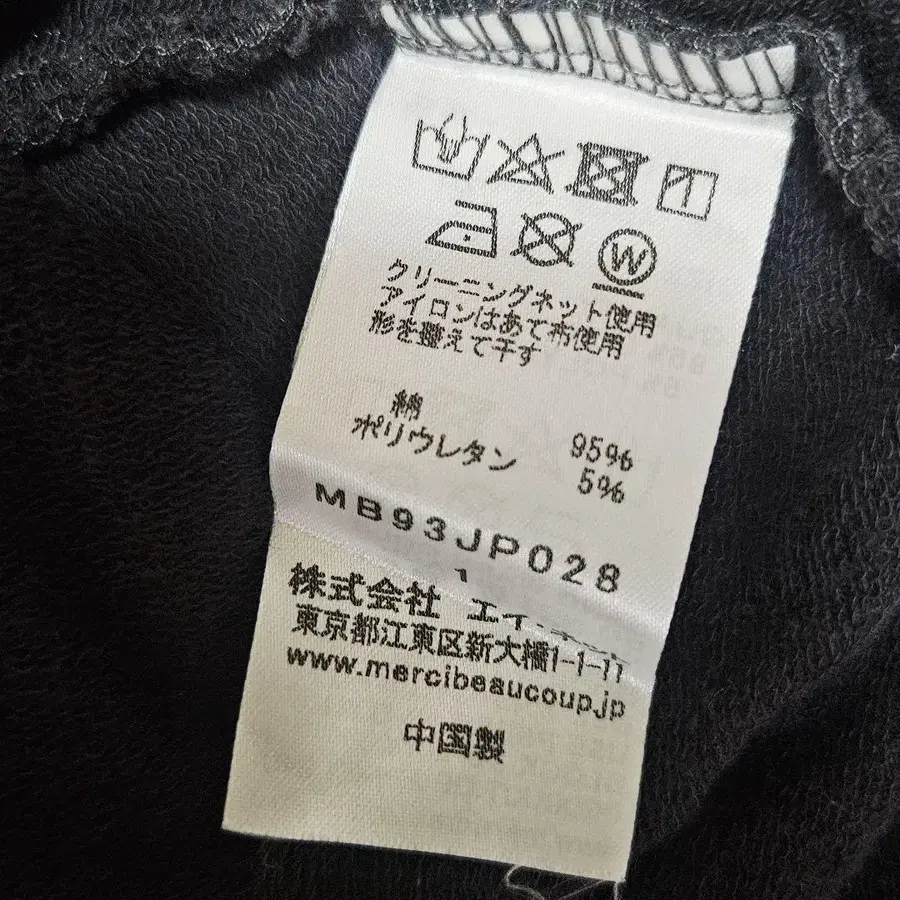 W
クリーニングネット使用
アイロンはあて布使用
形を整えて干す
綿 95%
ポリウレタン 5%
MB93JP028
1
株式会社
東京都江東区新大橋1-1-11
www.mercibeaucoup.jp
中国製